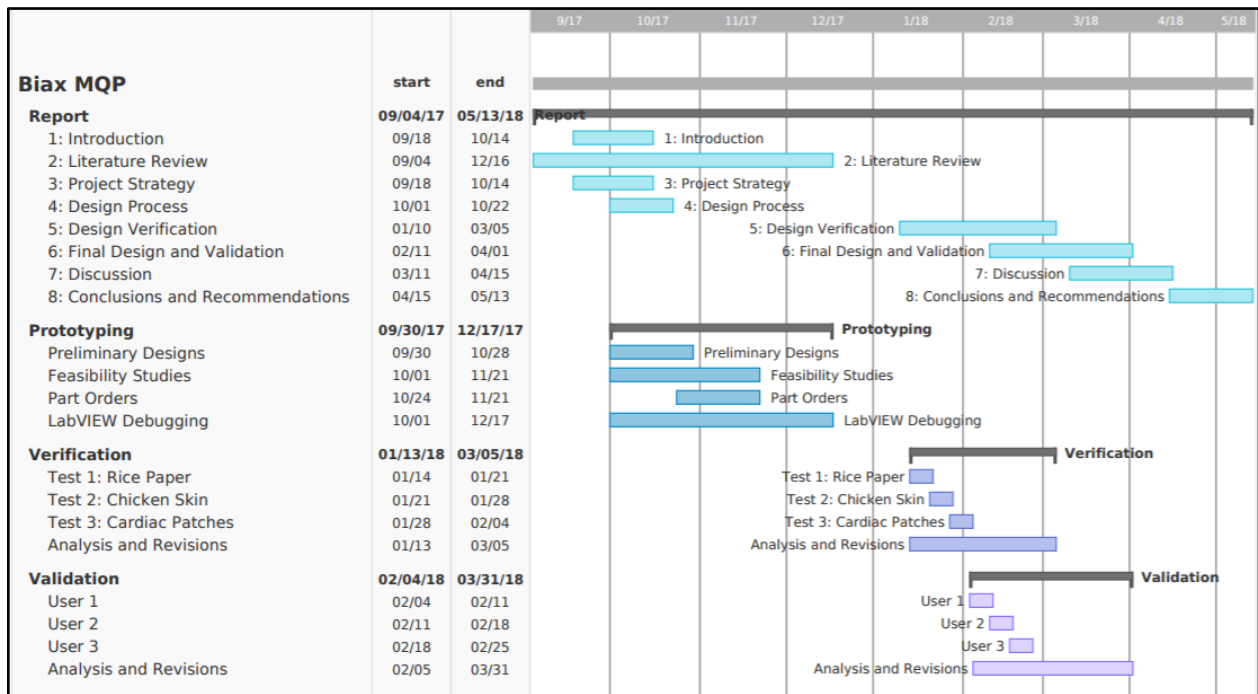 9/17 10/17 11/17 12/17 1/18 2/18 3/18 4/18 5/18
Biax MQP start end
Report 09/04/17 05/13/18 Report
1: Introduction 09/18 10/14 1: Introduction
2: Literature Review 09/04 12/16 2: Literature Review
3: Project Strategy 09/18 10/14 3: Project Strategy
4: Design Process 10/01 10/22 4: Design Process
5: Design Verification 01/10 03/05 5: Design Verification
6: Final Design and Validation 02/11 04/01 6: Final Design and Validation
7: Discussion 03/11 04/15 7: Discussion
8: Conclusions and Recommendations 04/15 05/13 8: Conclusions and Recommendations
Prototyping 09/30/17 12/17/17 Prototyping
Preliminary Designs 09/30 10/28 Preliminary Designs
Feasibility Studies 10/01 11/21 Feasibility Studies
Part Orders 10/24 11/21 Part Orders
LabVIEW Debugging 10/01 12/17 LabVIEW Debugging
Verification 01/13/18 03/05/18 Verification
Test 1: Rice Paper 01/14 01/21 Test 1: Rice Paper
Test 2: Chicken Skin 01/21 01/28 Test 2: Chicken Skin
Test 3: Cardiac Patches 01/28 02/04 Test 3: Cardiac Patches
Analysis and Revisions 01/13 03/05 Analysis and Revisions
Validation 02/04/18 03/31/18 Validation
User 1 02/04 02/11 User 1
User 2 02/11 02/18 User 2
User 3 02/18 02/25 User 3
Analysis and Revisions 02/05 03/31 Analysis and Revisions